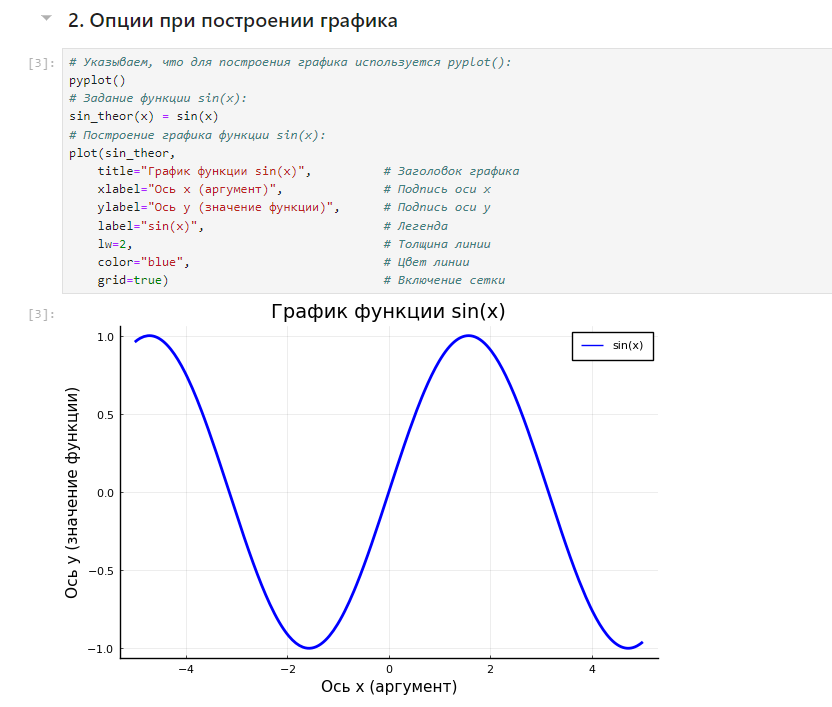 2. Опции при построении графика
[3]:
# Указываем, что для построения графика используется pyplot():
pyplot()
# Задание функции sin(x):
sin_theor(x) = sin(x)
# Построение графика функции sin(x):
plot(sin_theor,
title="График функции sin(x)", # Заголовок графика
xlabel="Ось x (аргумент)", # Подпись оси x
ylabel="Ось y (значение функции)", # Подпись оси y
label="sin(x)", # Легенда
lw=2, # Толщина линии
color="blue", # Цвет линии
grid=true) # Включение сетки
[3]:
График функции sin(x)
sin(x)
1.0
0.5
0.0
−0.5
−1.0
Ось y (значение функции)
−4 −2 0 2 4
Ось x (аргумент)